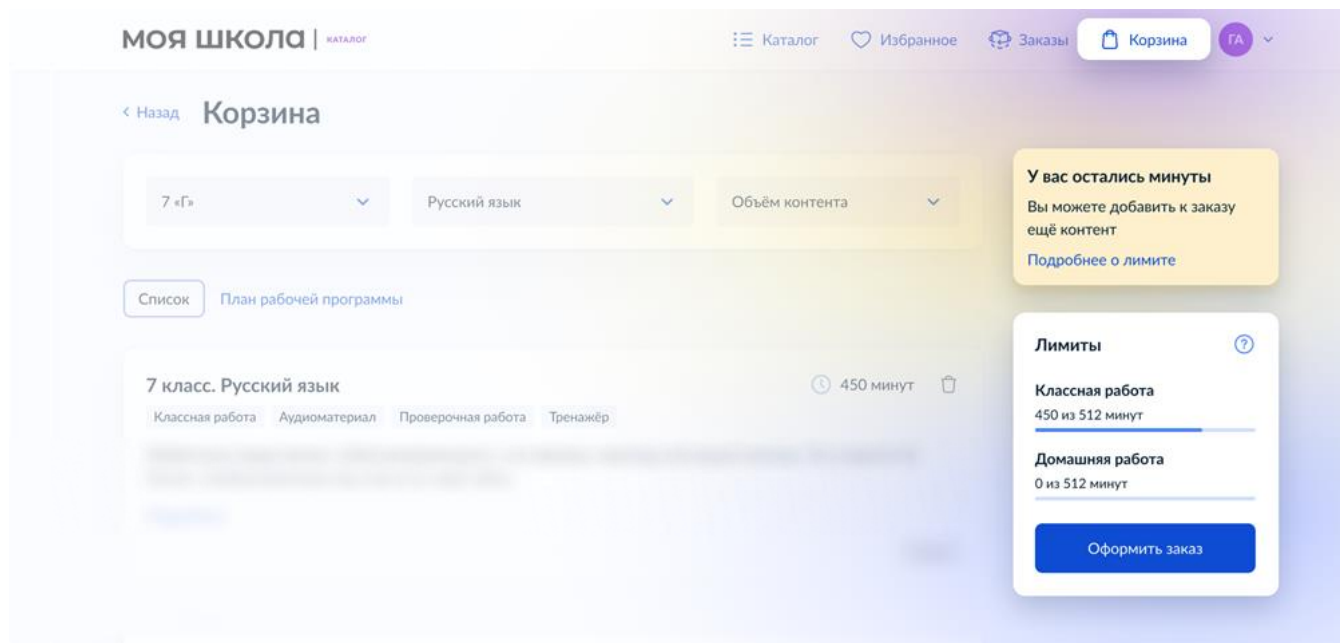 МОЯ ШКОЛА | КАТАЛОГ
Каталог
Избранное
Заказы
Корзина
ГА
Назад
Корзина
7 «Г»
Русский язык
Объём контента
У вас остались минуты
Вы можете добавить к заказу
ещё контент
Подробнее о лимите
Список
План рабочей программы
7 класс. Русский язык
450 минут
Классная работа
Аудиоматериал
Проверочная работа
Тренажёр
Лимиты
?
Классная работа
450 из 512 минут
Домашняя работа
0 из 512 минут
Оформить заказ